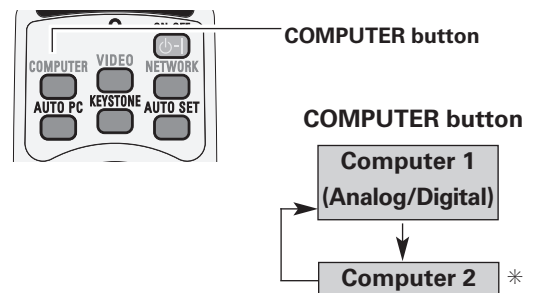 ON-OFF
COMPUTER button
COMPUTER VIDEO NETWORK
AUTO PC KEYSTONE AUTO SET
COMPUTER button
Computer 1
(Analog/Digital)
Computer 2 ✳